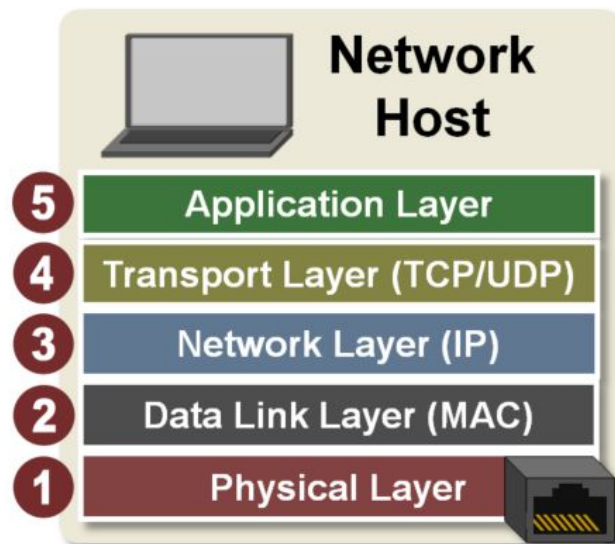 Network
Host
5 Application Layer
4 Transport Layer (TCP/UDP)
3 Network Layer (IP)
2 Data Link Layer (MAC)
1 Physical Layer